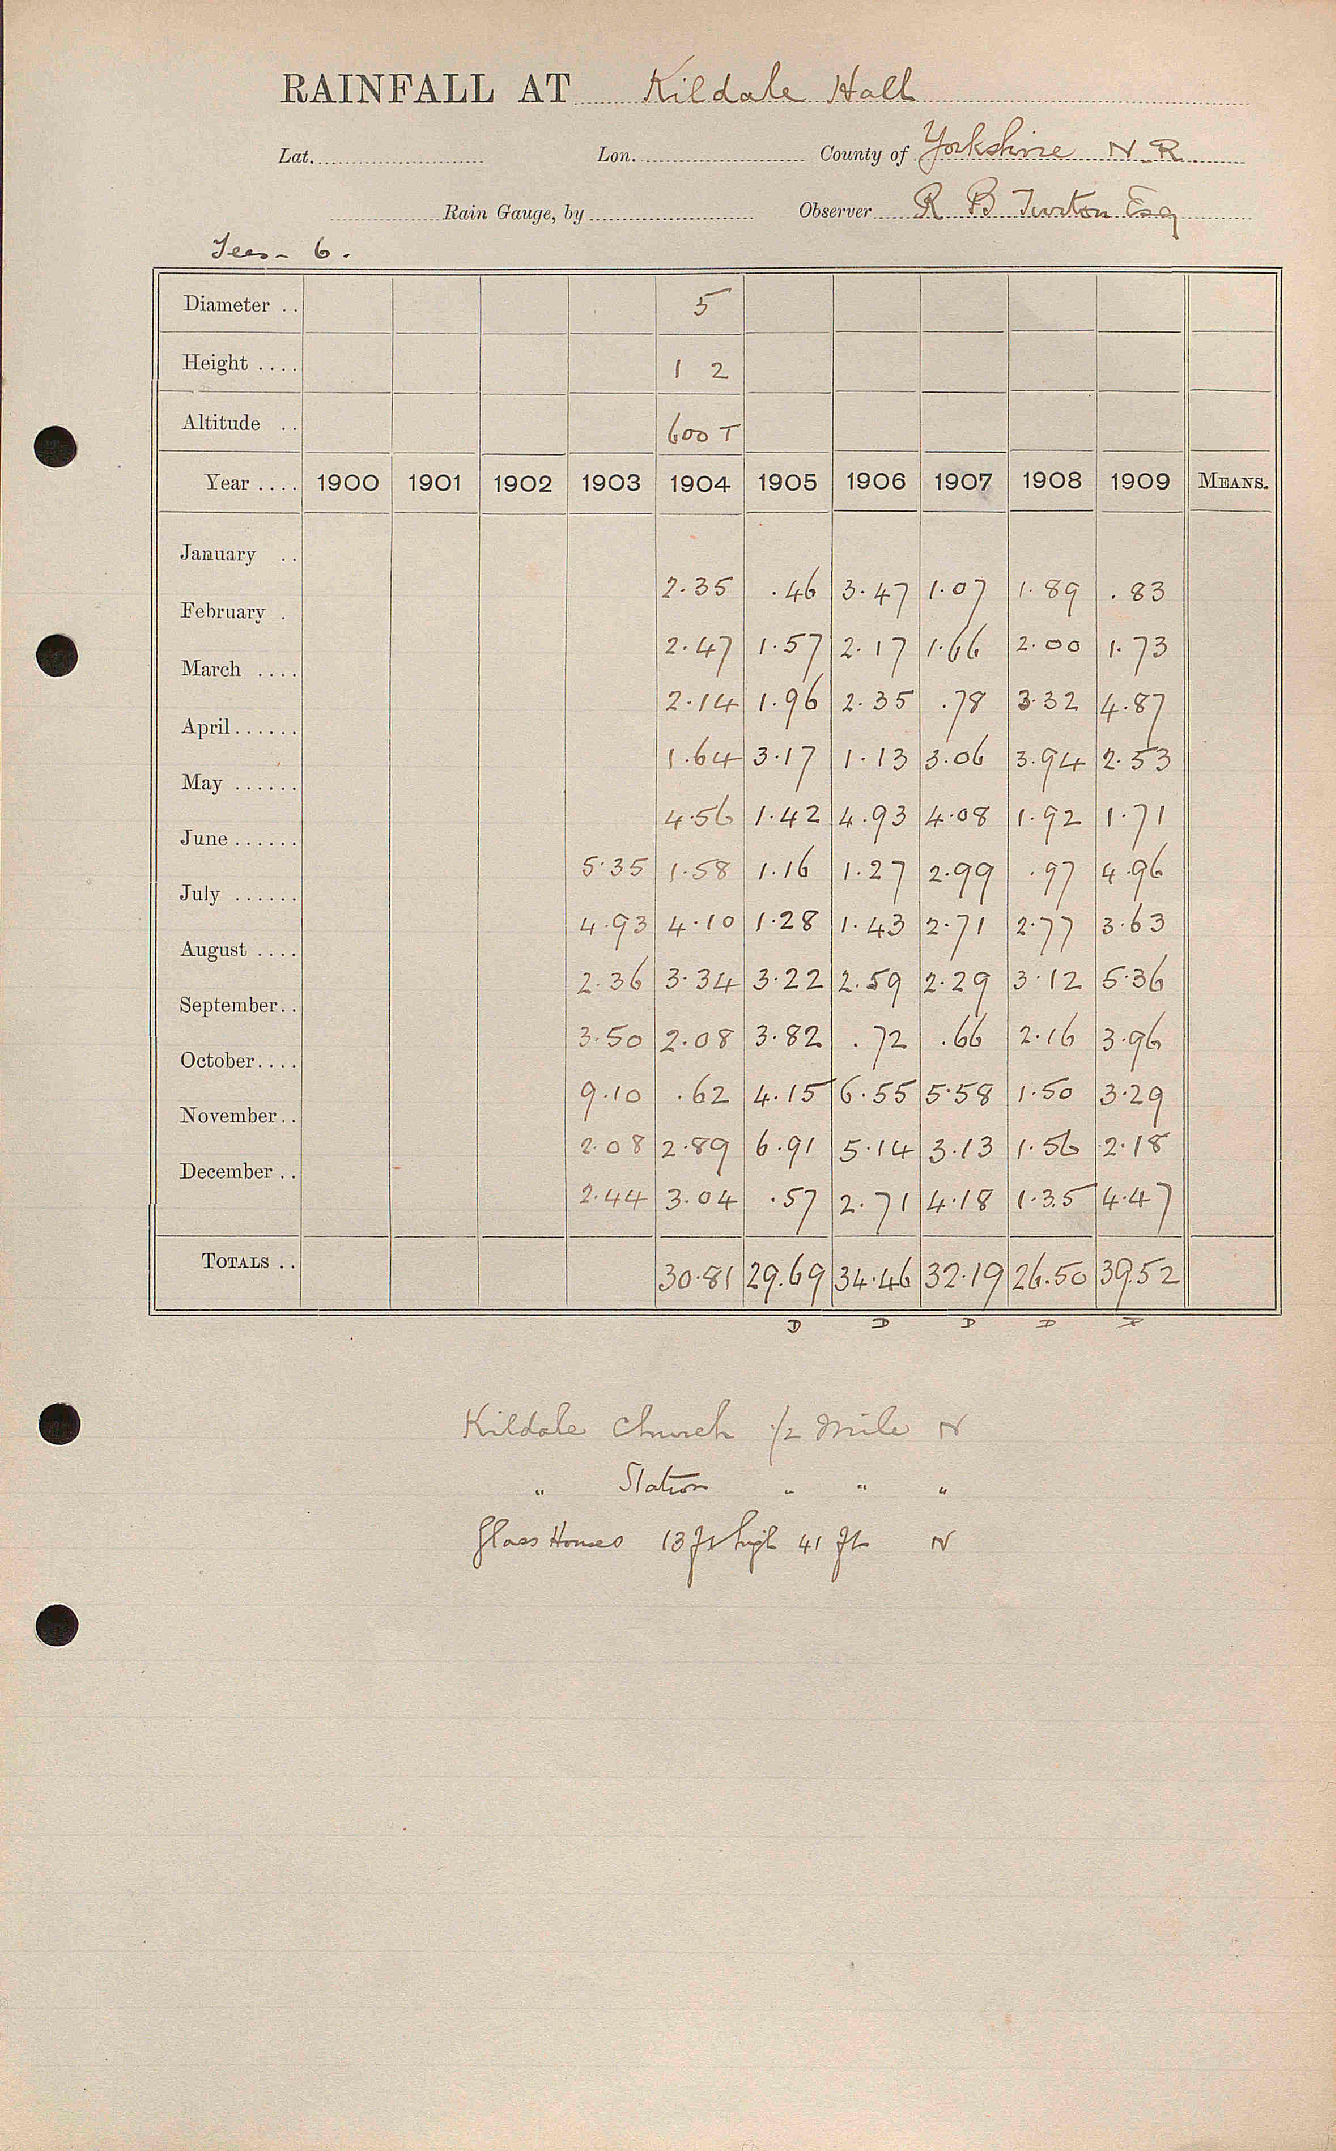 RAINFALL AT Kildale Hall
Lat. Lon. County of Yorkshire N.R.
Rain Gauge, by Observer R B Turton Esq
Tees - 6.
Diameter .. 5
Height .... 1 2
Altitude .. 600 T
Year .... 1900 1901 1902 1903 1904 1905 1906 1907 1908 1909 MEANS.
January ..
2.35 .46 3.47 1.07 1.89 .83
February .
2.47 1.57 2.17 1.66 2.00 1.73
March ....
2.14 1.96 2.35 .78 3.32 4.87
April......
1.64 3.17 1.13 3.06 3.94 2.53
May ......
4.56 1.42 4.93 4.08 1.92 1.71
June......
5.35 1.58 1.16 1.27 2.99 .97 4.96
July ......
4.93 4.10 1.28 1.43 2.71 2.77 3.63
August ....
2.36 3.34 3.22 2.59 2.29 3.12 5.36
September..
3.50 2.08 3.82 .72 .66 2.16 3.96
October....
9.10 .62 4.15 6.55 5.58 1.50 3.29
November..
2.08 2.89 6.91 5.14 3.13 1.56 2.18
December ..
2.44 3.04 .57 2.71 4.18 1.35 4.47
TOTALS .. 30.81 29.69 34.46 32.19 26.50 39.52
D D D D D
Kildale Church 1/2 Mile N
" Station " " "
Glass Houses 13 ft high 41 ft N